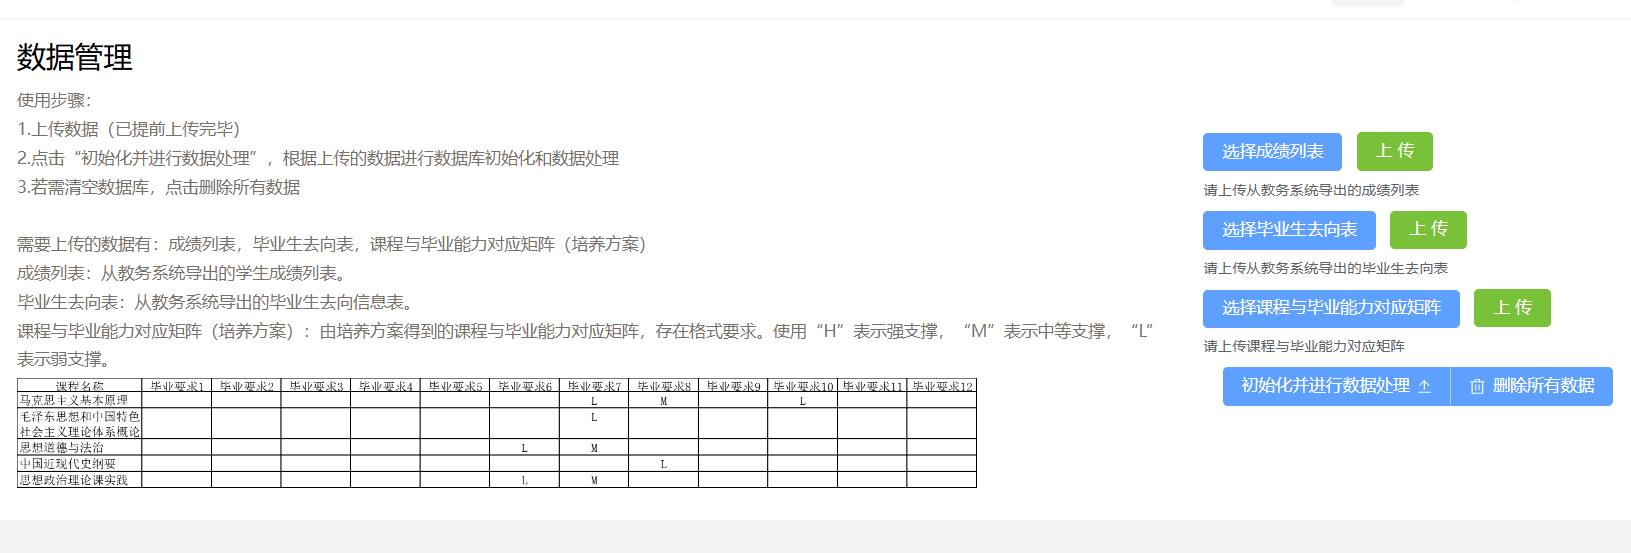 数据管理
使用步骤：
1.上传数据（已提前上传完毕）
2.点击“初始化并进行数据处理”，根据上传的数据进行数据库初始化和数据处理
3.若需清空数据库，点击删除所有数据
需要上传的数据有：成绩列表，毕业生去向表，课程与毕业能力对应矩阵（培养方案）
成绩列表：从教务系统导出的学生成绩列表。
毕业生去向表：从教务系统导出的毕业生去向信息表。
课程与毕业能力对应矩阵（培养方案）：由培养方案得到的课程与毕业能力对应矩阵，存在格式要求。使用“H”表示强支撑，“M”表示中等支撑，“L”
表示弱支撑。
课程名称 毕业要求1 毕业要求2 毕业要求3 毕业要求4 毕业要求5 毕业要求6 毕业要求7 毕业要求8 毕业要求9 毕业要求10 毕业要求11 毕业要求12
马克思主义基本原理 L M L
毛泽东思想和中国特色 L
社会主义理论体系概论
思想道德与法治 L M
中国近现代史纲要 L
思想政治理论课实践 L M
选择成绩列表 上 传
请上传从教务系统导出的成绩列表
选择毕业生去向表 上 传
请上传从教务系统导出的毕业生去向表
选择课程与毕业能力对应矩阵 上 传
请上传课程与毕业能力对应矩阵
初始化并进行数据处理 删除所有数据